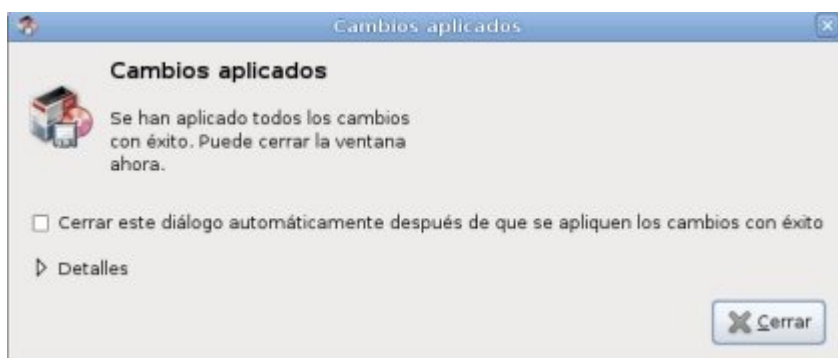 Cambios aplicados
Cambios aplicados
Se han aplicado todos los cambios
con éxito. Puede cerrar la ventana
ahora.
Cerrar este diálogo automáticamente después de que se apliquen los cambios con éxito
Detalles
Cerrar